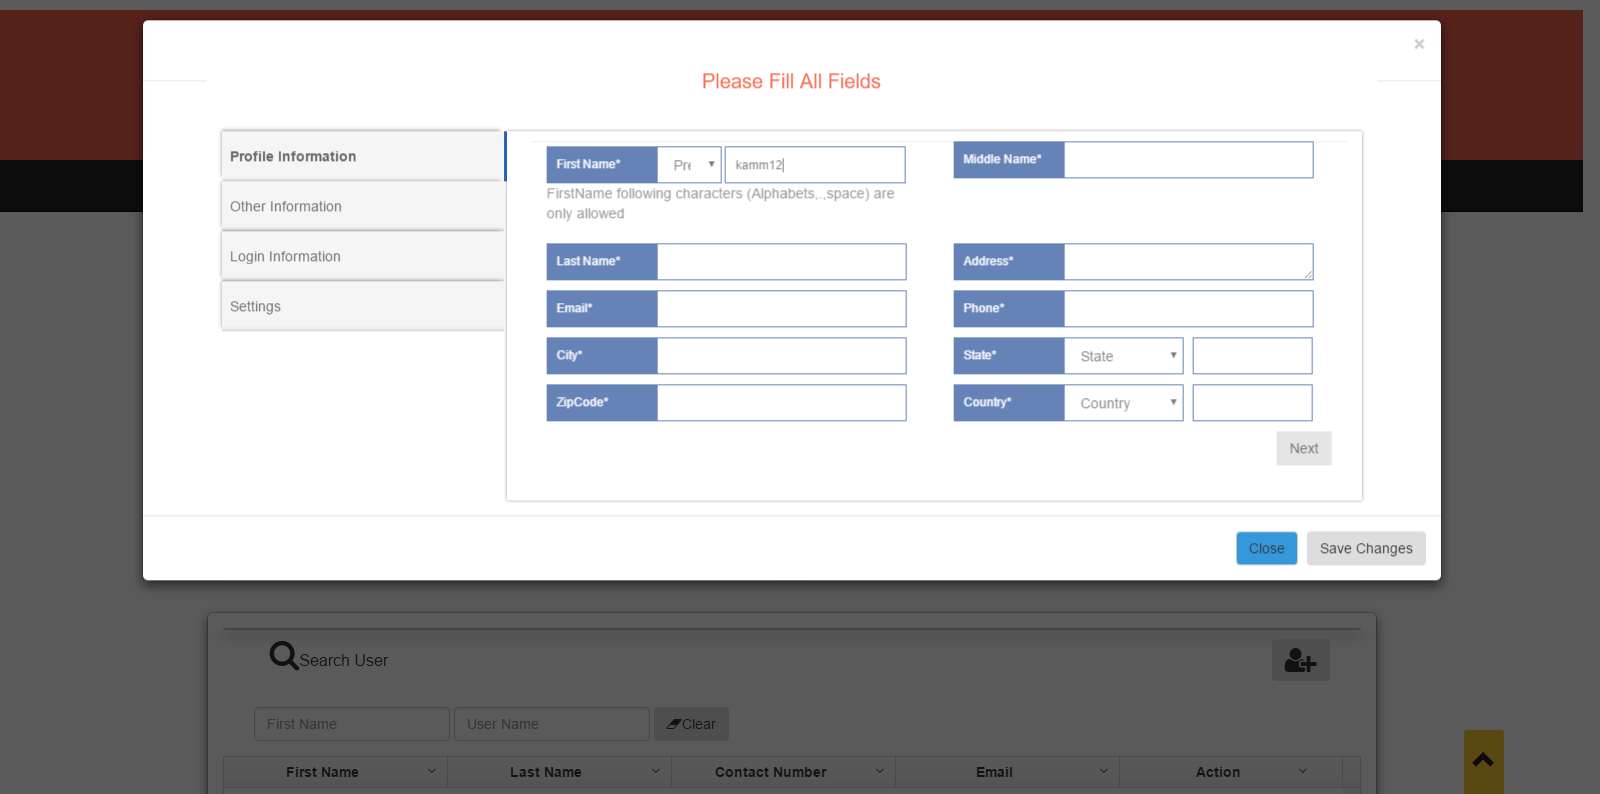 ×
Please Fill All Fields
Profile Information
Other Information
Login Information
Settings
First Name* Pre kamm12
FirstName following characters (Alphabets,.,space) are
only allowed
Middle Name*
Last Name*
Address*
Email*
Phone*
City*
State* State
ZipCode*
Country* Country
Next
Close Save Changes
Search User
First Name User Name Clear
First Name Last Name Contact Number Email Action